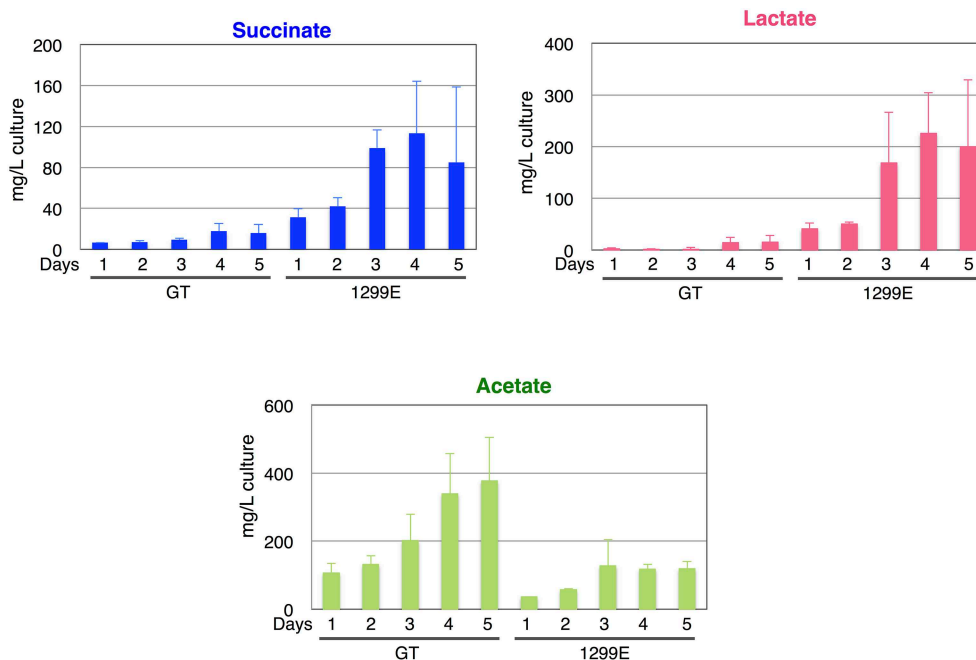 Succinate
200
160
120
80
40
0
mg/L culture
Days 1 2 3 4 5 1 2 3 4 5
GT 1299E
Lactate
400
300
200
100
0
mg/L culture
Days 1 2 3 4 5 1 2 3 4 5
GT 1299E
Acetate
600
400
200
0
mg/L culture
Days 1 2 3 4 5 1 2 3 4 5
GT 1299E